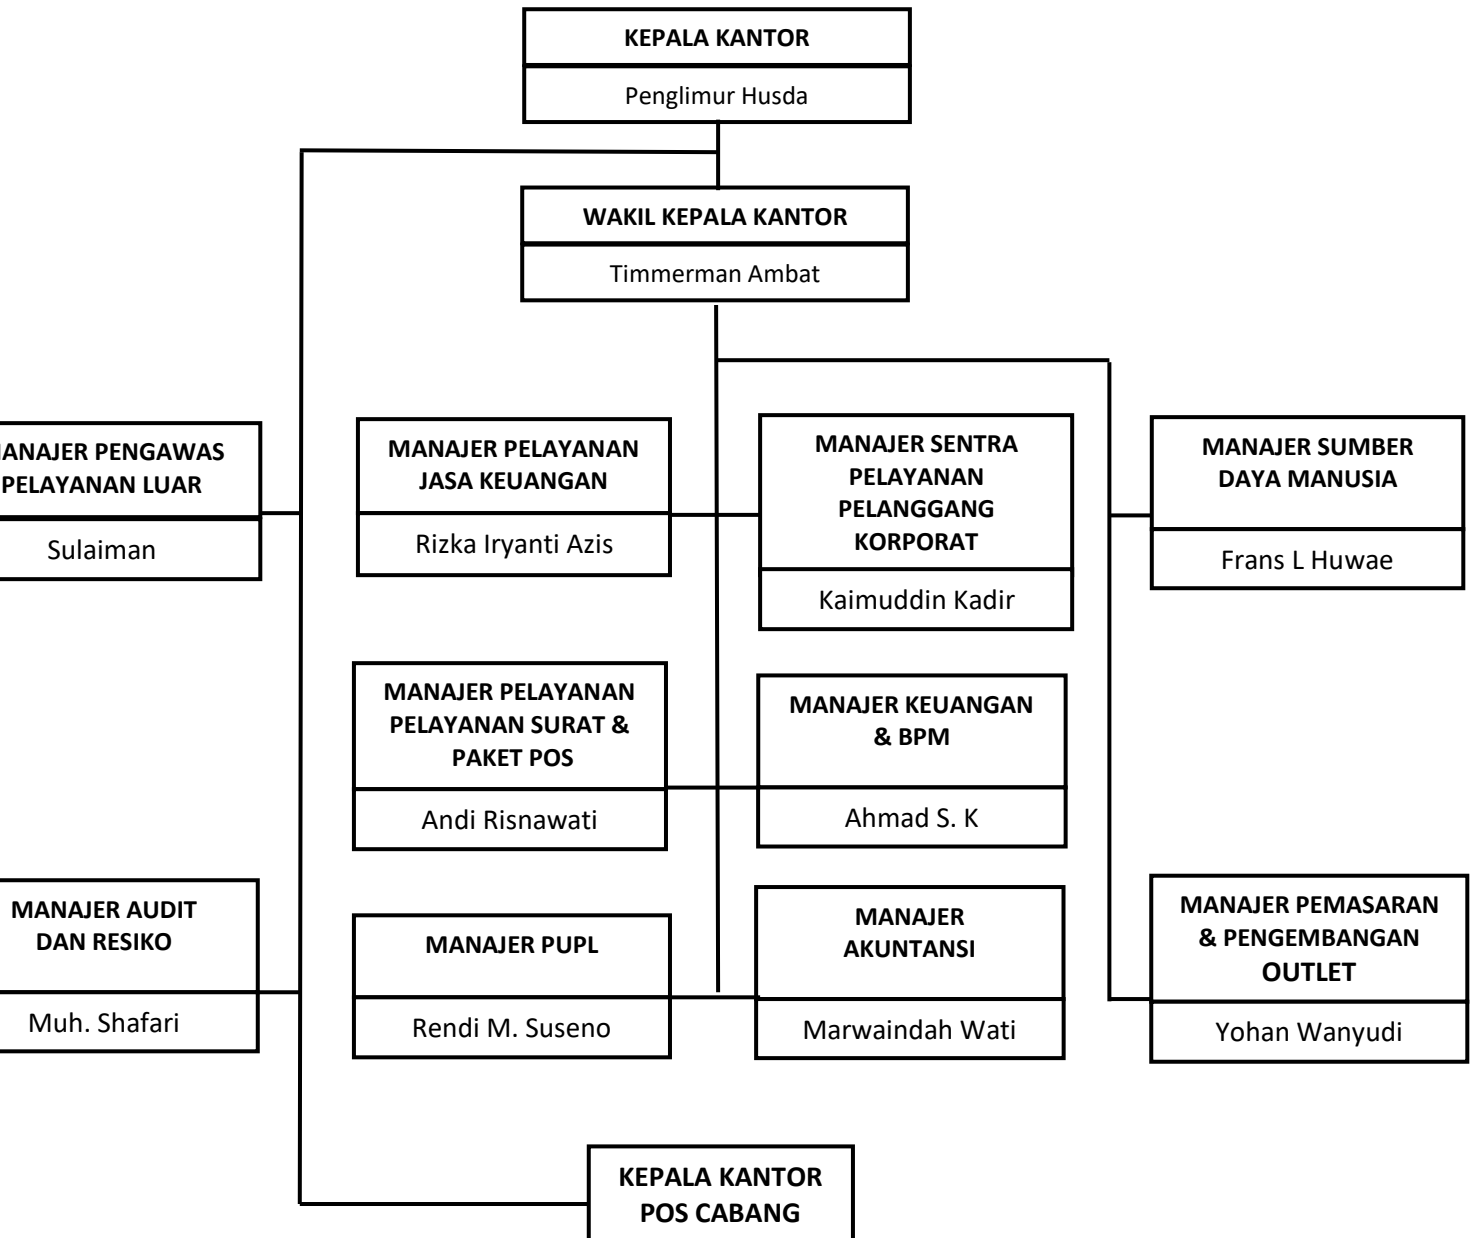 KEPALA KANTOR
Penglimur Husda
WAKIL KEPALA KANTOR
Timmerman Ambat
MANAJER PENGAWAS
PELAYANAN LUAR
Sulaiman
MANAJER PELAYANAN
JASA KEUANGAN
Rizka Iryanti Azis
MANAJER SENTRA
PELAYANAN
PELANGGANG
KORPORAT
Kaimuddin Kadir
MANAJER SUMBER
DAYA MANUSIA
Frans L Huwae
MANAJER PELAYANAN
PELAYANAN SURAT &
PAKET POS
Andi Risnawati
MANAJER KEUANGAN
& BPM
Ahmad S. K
MANAJER AUDIT
DAN RESIKO
Muh. Shafari
MANAJER PUPL
Rendi M. Suseno
MANAJER
AKUNTANSI
Marwaindah Wati
MANAJER PEMASARAN
& PENGEMBANGAN
OUTLET
Yohan Wanyudi
KEPALA KANTOR
POS CABANG